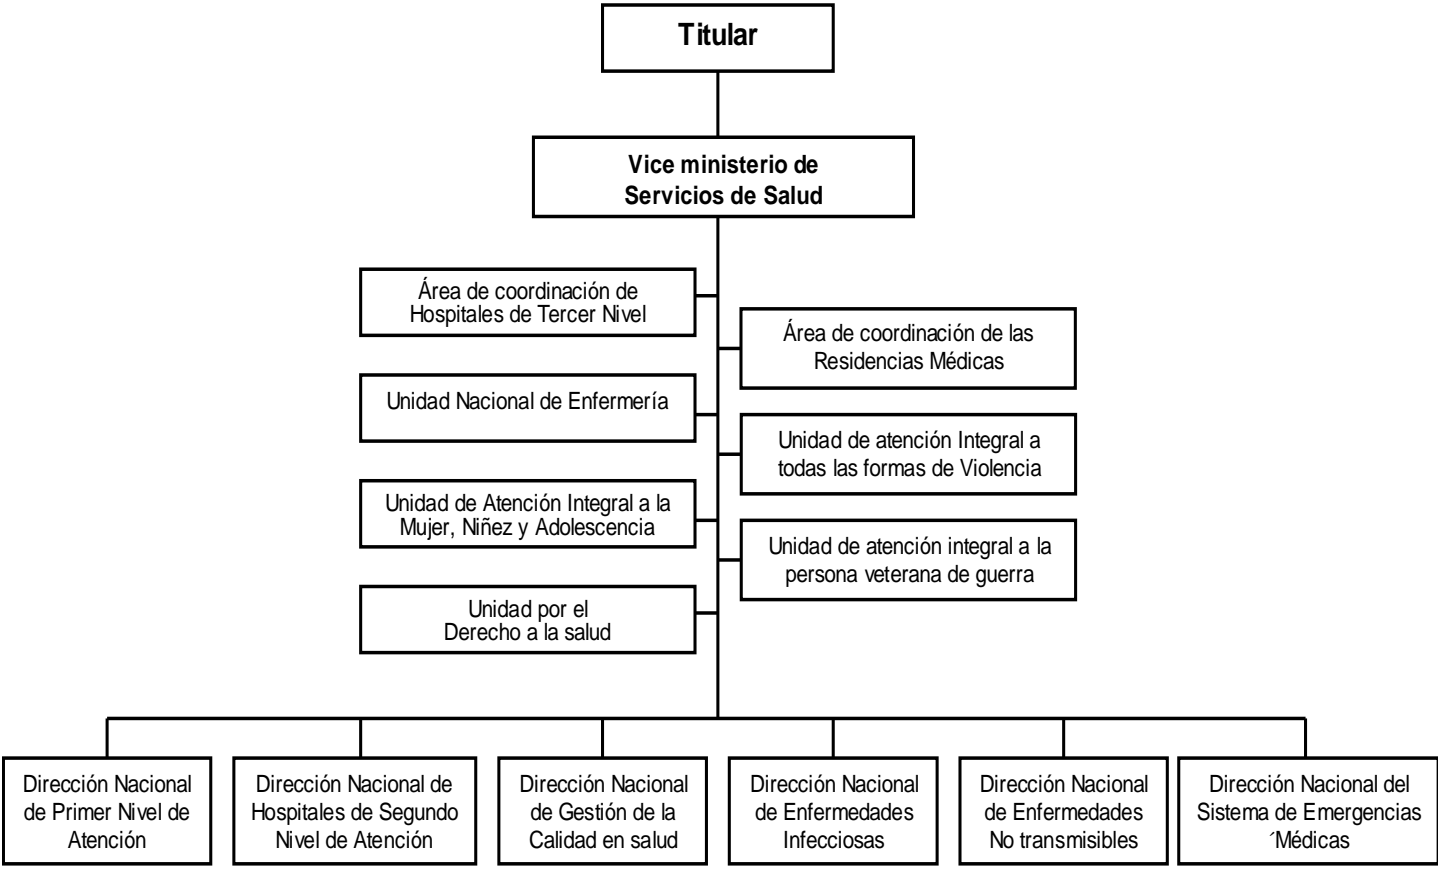 Titular
Vice ministerio de
Servicios de Salud
Área de coordinación de
Hospitales de Tercer Nivel
Área de coordinación de las
Residencias Médicas
Unidad Nacional de Enfermería
Unidad de atención Integral a
todas las formas de Violencia
Unidad de Atención Integral a la
Mujer, Niñez y Adolescencia
Unidad de atención integral a la
persona veterana de guerra
Unidad por el
Derecho a la salud
Dirección Nacional
de Primer Nivel de
Atención
Dirección Nacional de
Hospitales de Segundo
Nivel de Atención
Dirección Nacional
de Gestión de la
Calidad en salud
Dirección Nacional
de Enfermedades
Infecciosas
Dirección Nacional
de Enfermedades
No transmisibles
Dirección Nacional del
Sistema de Emergencias
´Médicas